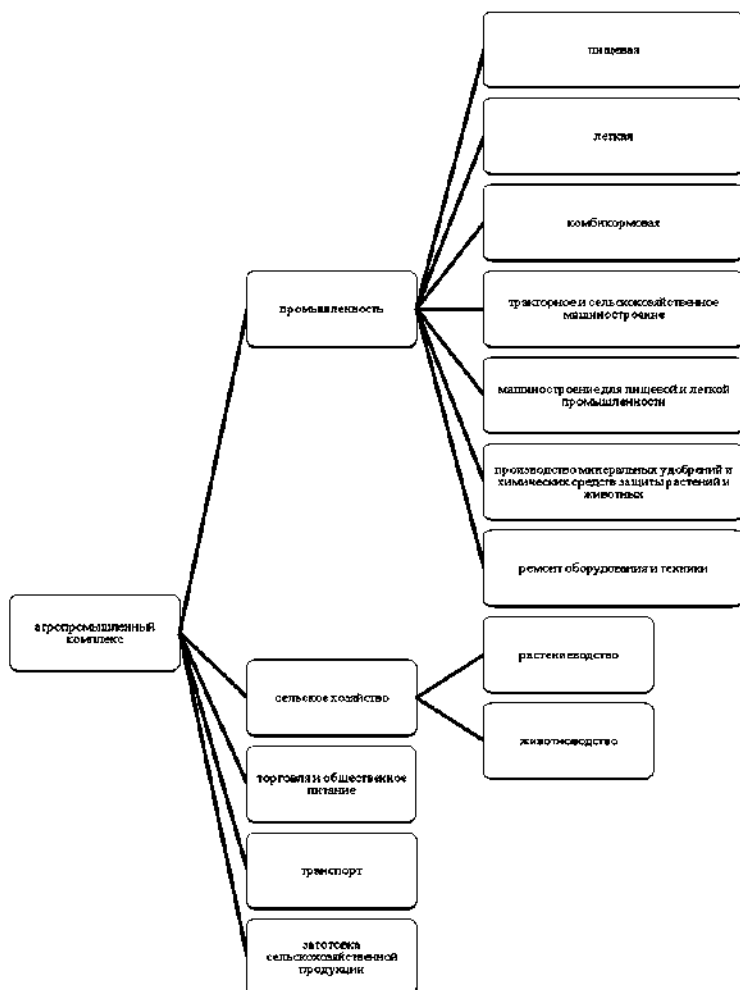 пищевая
легкая
комбикормовая
промышленность
тракторное и сельскохозяйственное
машиностроение
машиностроение для пищевой и легкой
промышленности
производство минеральных удобрений и
химических средств защиты растений и
животных
ремонт оборудования и техники
агропромышленный
комплекс
сельское хозяйство
растениеводство
животноводство
торговля и общественное
питание
транспорт
заготовка
сельскохозяйственной
продукции